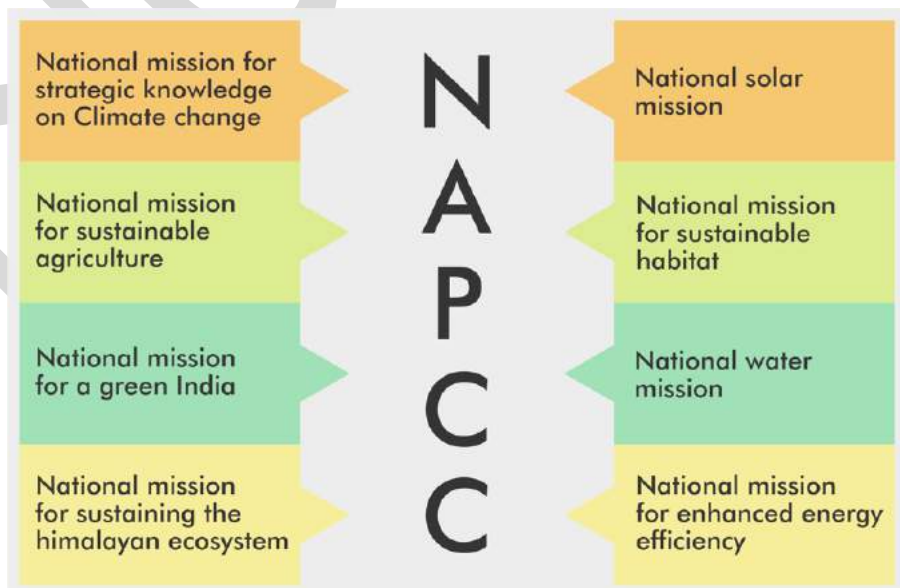 National mission for
strategic knowledge
on Climate change
National mission
for sustainable
agriculture
National mission
for a green India
National mission
for sustaining the
himalayan ecosystem
N
A
P
C
C
National solar
mission
National mission
for sustainable
habitat
National water
mission
National mission
for enhanced energy
efficiency